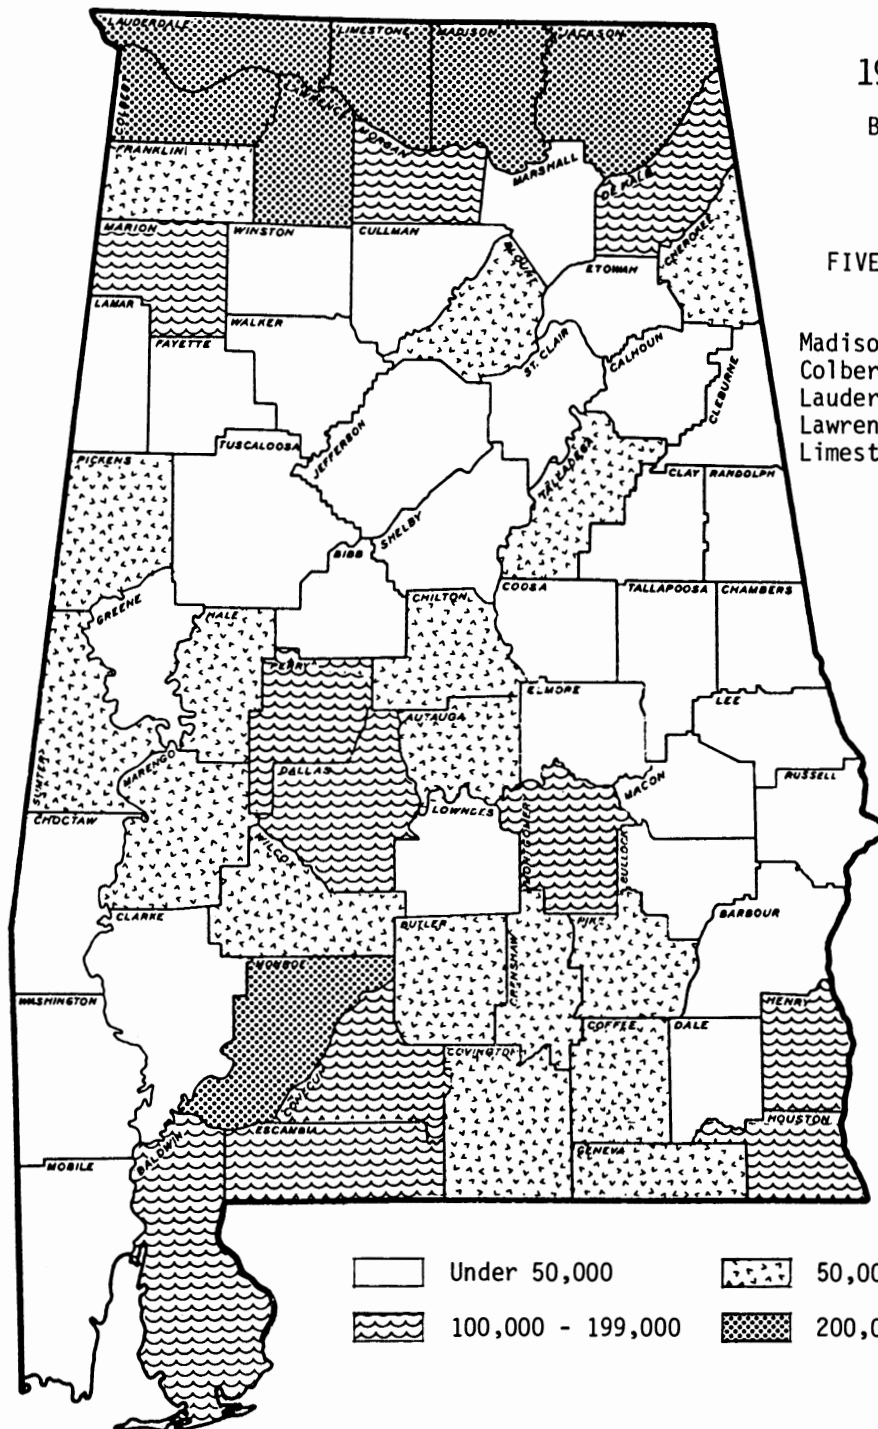 19
B
FIVE
Madiso
Colber
Lauder
Lawren
Limest
LAUDERDALE
LIMESTONE
MADISON
JACKSON
COLBERT
LAWRENCE
MORGAN
FRANKLIN
MARSHALL
DE KALB
CHEROKEE
MARION
WINSTON
CULLMAN
BLOUNT
ETOWAH
LAMAR
WALKER
FAYETTE
ST. CLAIR
CALHOUN
CLEBURNE
JEFFERSON
TUSCALOOSA
PICKENS
TALLADEGA
CLAY
RANDOLPH
SHELBY
BIBB
GREENE
HALE
CHILTON
COOSA
TALLAPOOSA
CHAMBERS
PERRY
ELMORE
LEE
AUTAUGA
SUMTER
MARENGO
DALLAS
MACON
RUSSELL
CHOCTAW
LOWNDES
MONTGOMERY
BULLOCK
WILCOX
CLARKE
BUTLER
CRENSHAW
PIKE
BARBOUR
MONROE
WASHINGTON
HENRY
CONECUH
COVINGTON
COFFEE
DALE
ESCAMBIA
HOUSTON
GENEVA
MOBILE
BALDWIN
Under 50,000
50,00
100,000 - 199,000
200,0